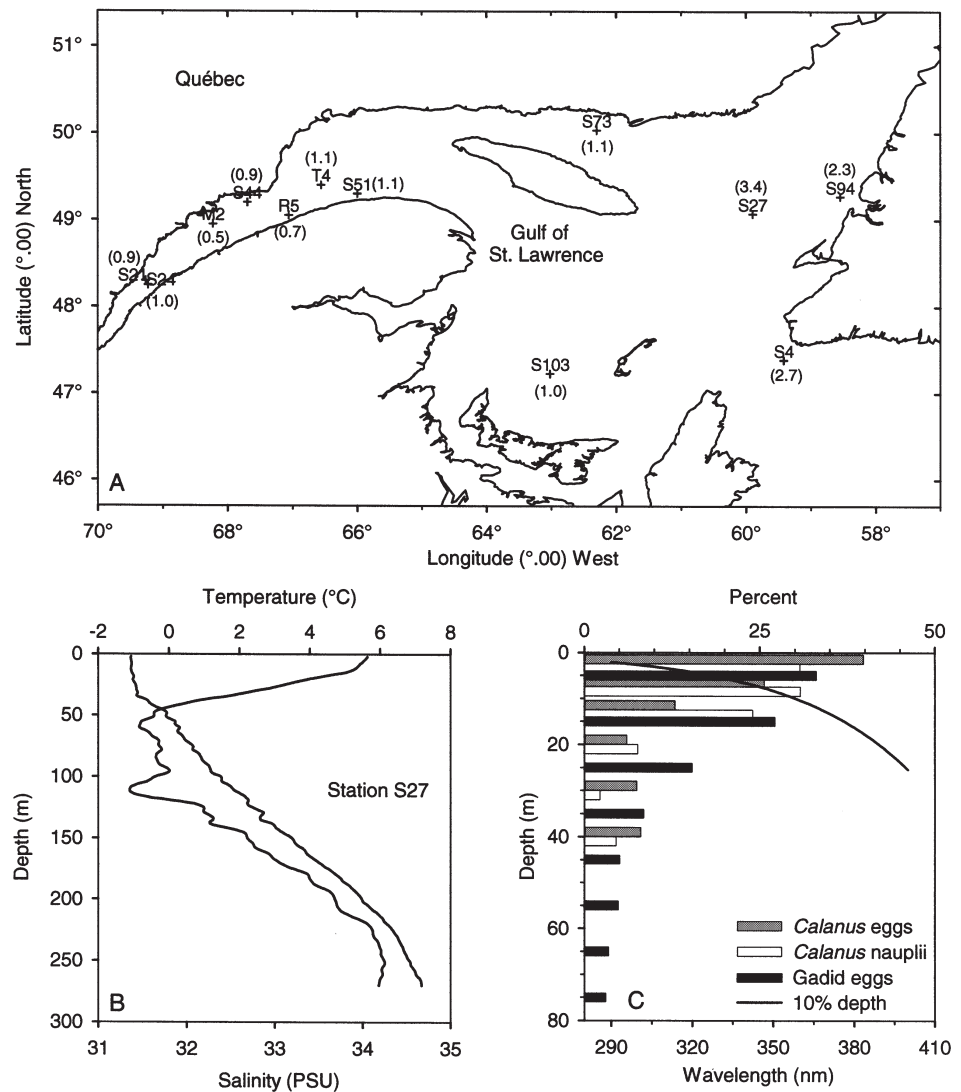 51°
50°
49°
48°
47°
46°
Latitude (°.00) North
Québec
S73
(1.1)
(1.1)
T4
(0.9)
S44
S51(1.1)
(2.3)
S94
(3.4)
S27
M2
(0.5)
R5
(0.7)
Gulf of
St. Lawrence
(0.9)
S21
S24
(1.0)
S103
(1.0)
S4
(2.7)
A
70
68°
66°
64°
62°
60°
58°
Longitude (°.00) West
Temperature (°C)
-2 0 2 4 6 8
0
50
100
150
200
250
300
Depth (m)
Station S27
B
31 32 33 34 35
Salinity (PSU)
Percent
0 25 50
0
20
40
60
80
Depth (m)
Calanus eggs
Calanus nauplii
Gadid eggs
10% depth
C
290 320 350 380 410
Wavelength (nm)